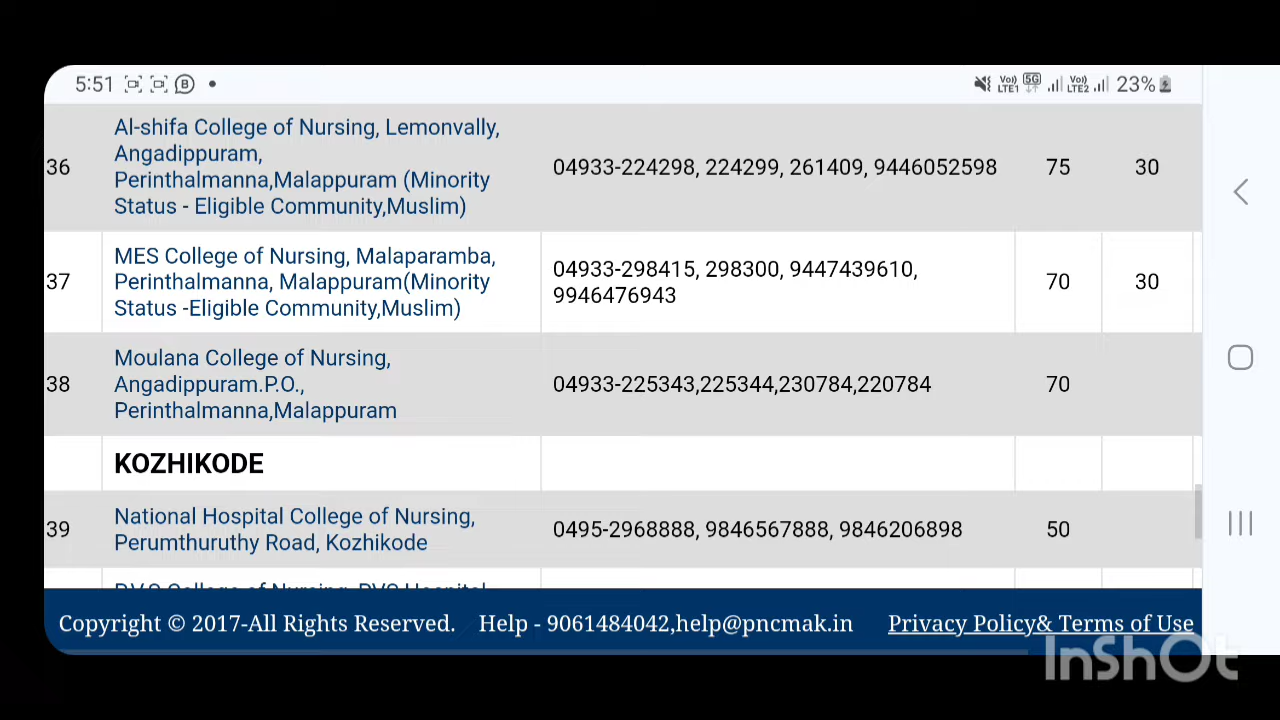 5:51
VoLTE1 5G VoLTE2 23%
Al-shifa College of Nursing, Lemonvally,
Angadippuram,
36
04933-224298, 224299, 261409, 9446052598
75
30
Perinthalmanna,Malappuram (Minority
Status - Eligible Community,Muslim)
MES College of Nursing, Malaparamba,
37
Perinthalmanna, Malappuram(Minority
Status -Eligible Community,Muslim)
04933-298415, 298300, 9447439610,
9946476943
70
30
Moulana College of Nursing,
38
Angadippuram.P.O.,
Perinthalmanna,Malappuram
04933-225343,225344,230784,220784
70
KOZHIKODE
39
National Hospital College of Nursing,
Perumthuruthy Road, Kozhikode
0495-2968888, 9846567888, 9846206898
50
Copyright © 2017-All Rights Reserved. Help - 9061484042,help@pncmak.in Privacy Policy& Terms of Use
InShOt